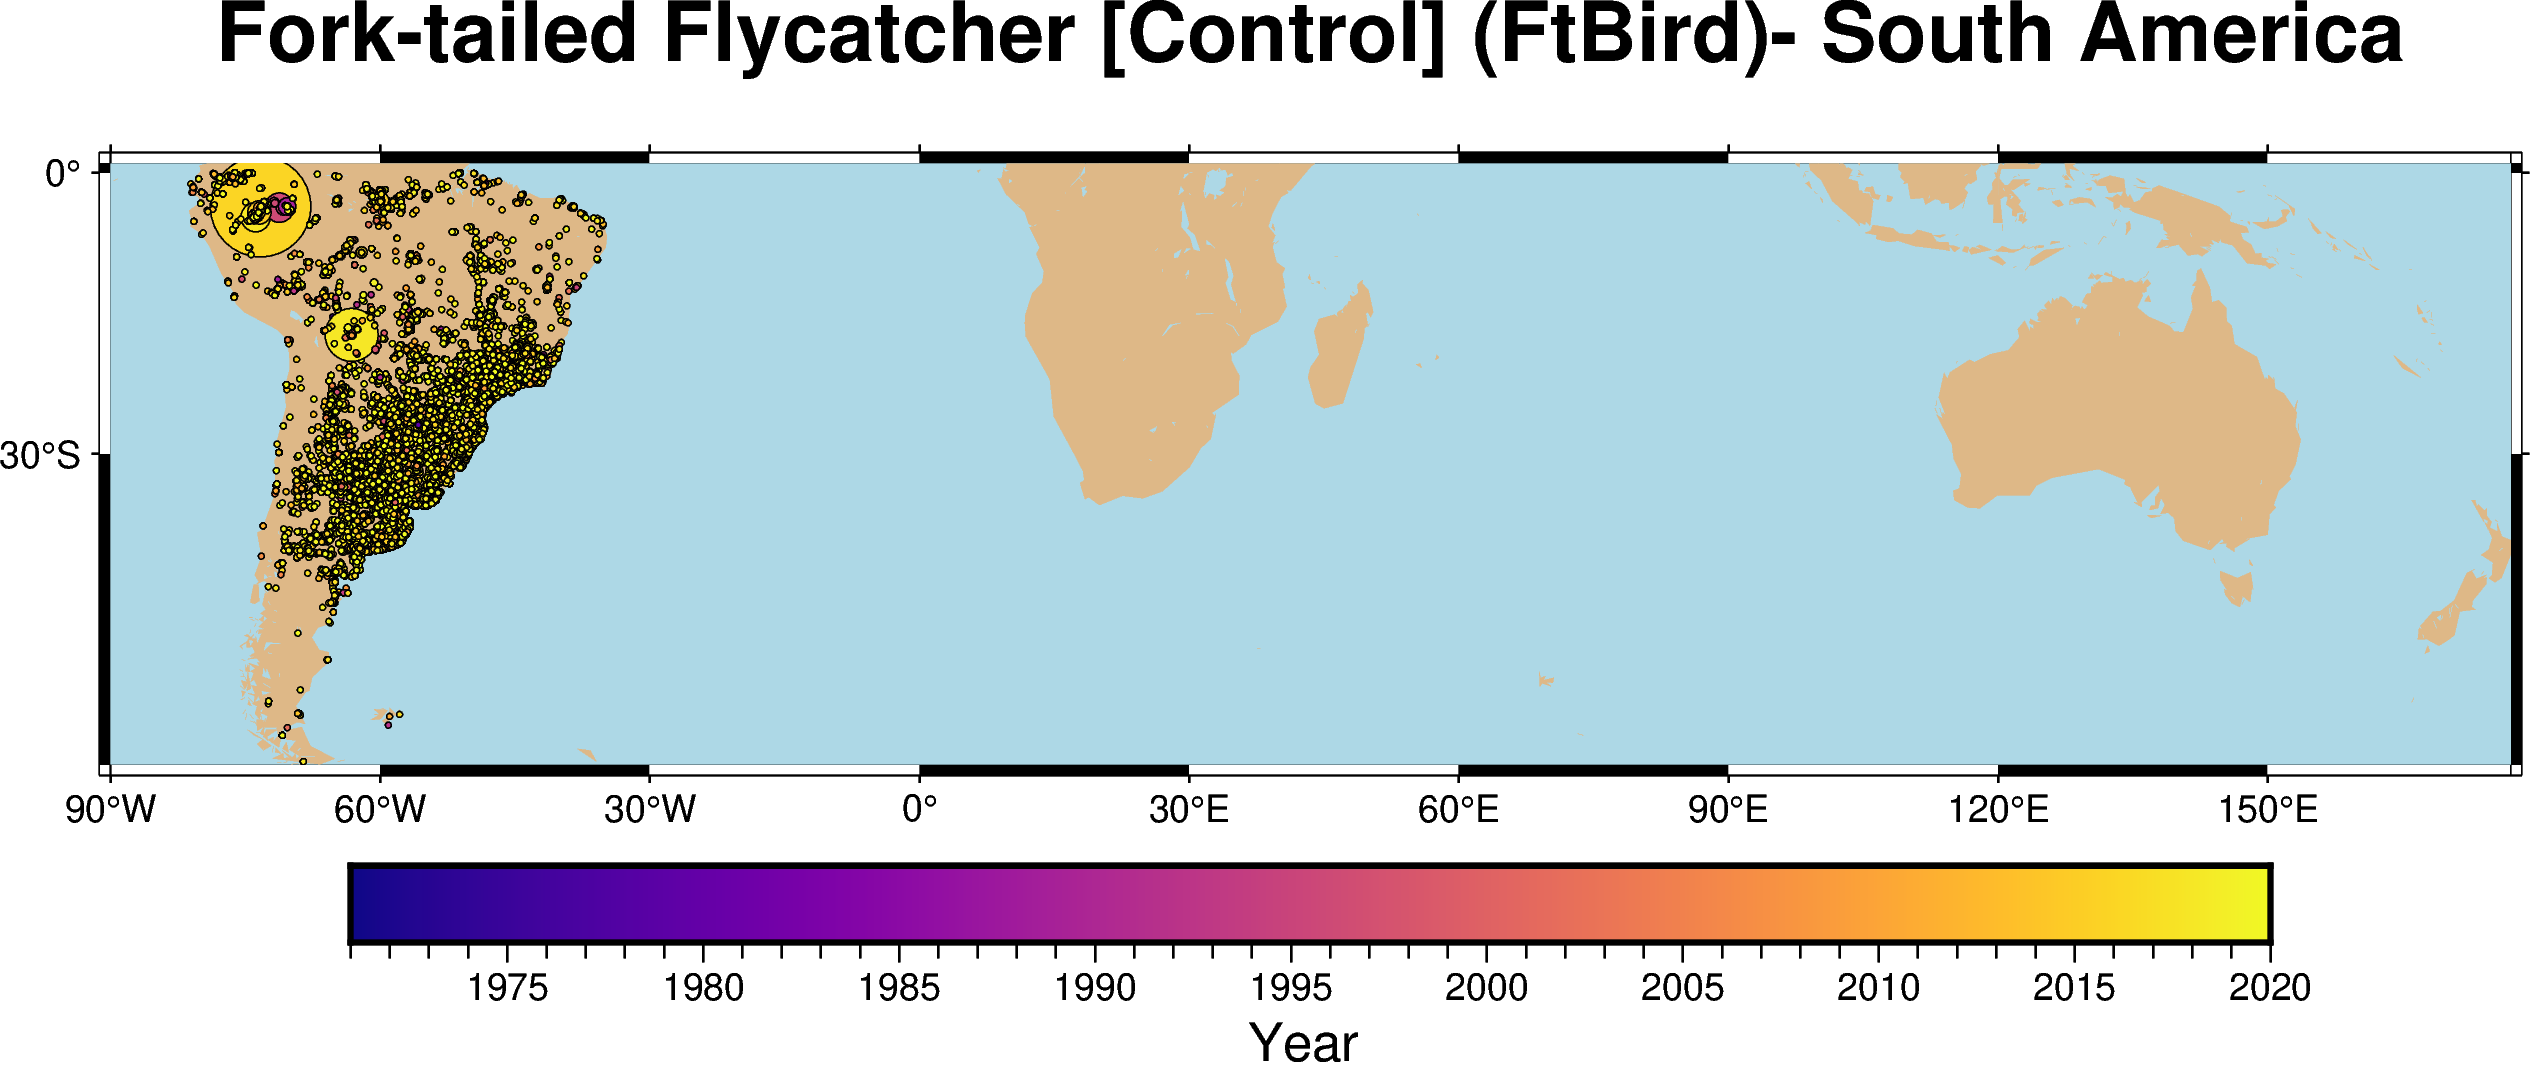 Fork-tailed Flycatcher [Control] (FtBird)- South America
0°
30°S
90°W 60°W 30°W 0° 30°E 60°E 90°E 120°E 150°E
1975 1980 1985 1990 1995 2000 2005 2010 2015 2020
Year